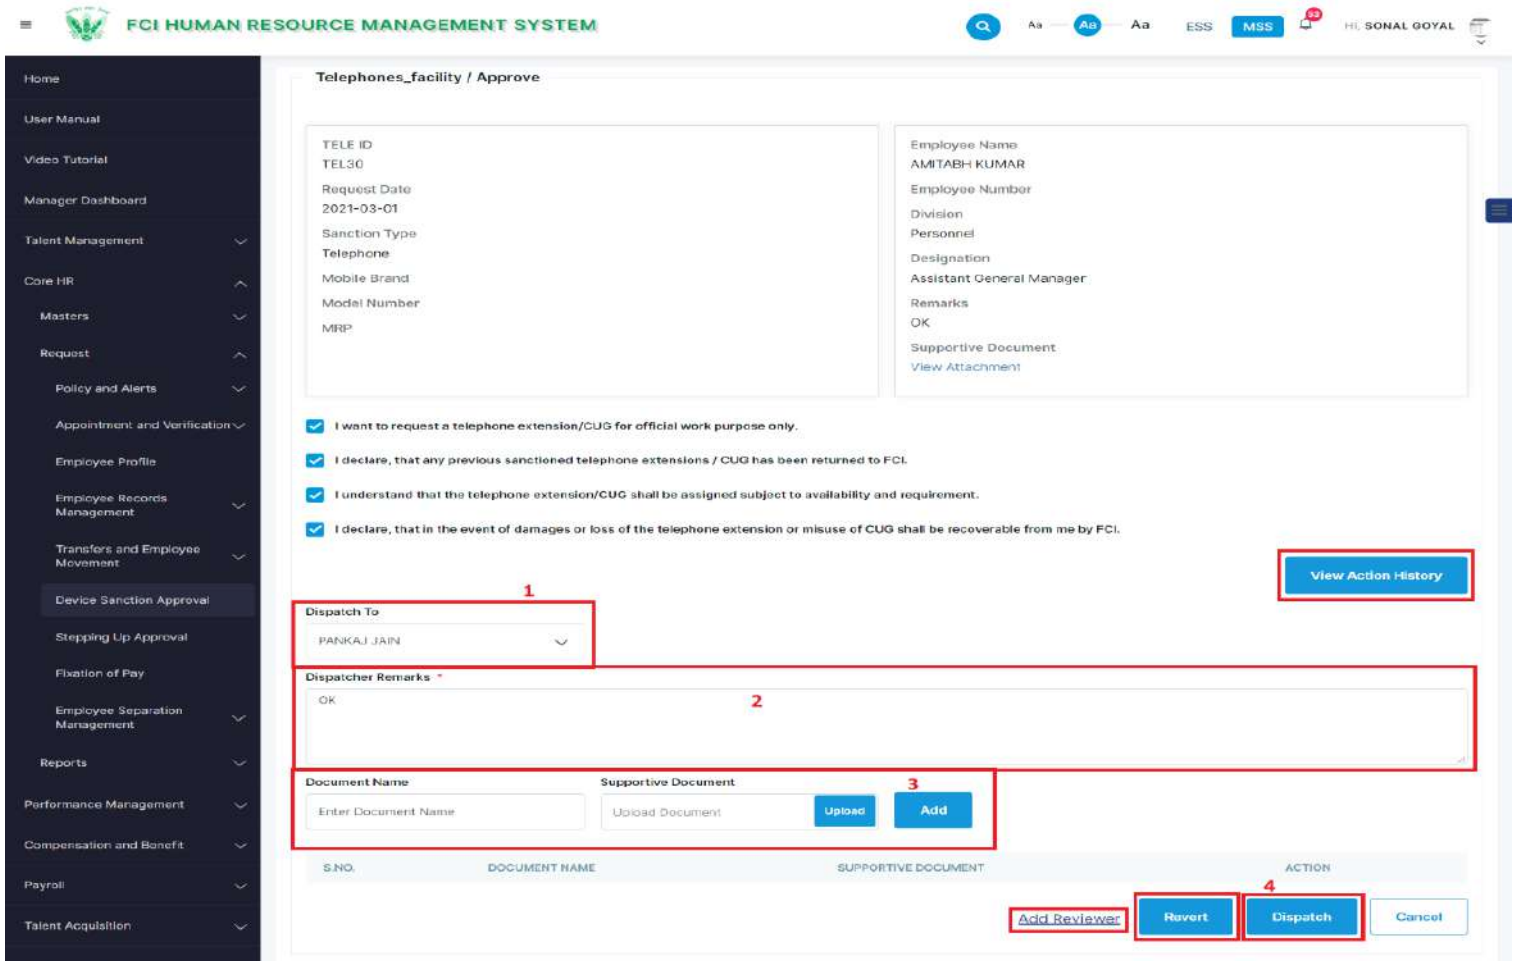 FCI HUMAN RESOURCE MANAGEMENT SYSTEM
Aa Aa Aa ESS MSS 53 Hi, SONAL GOYAL
Home
User Manual
Video Tutorial
Manager Dashboard
Talent Management
Core HR
Masters
Request
Policy and Alerts
Appointment and Verification
Employee Profile
Employee Records
Management
Transfers and Employee
Movement
Device Sanction Approval
Stepping Up Approval
Fixation of Pay
Employee Separation
Management
Reports
Performance Management
Compensation and Benefit
Payroll
Talent Acquisition
Telephones_facility / Approve
TELE ID
TEL30
Request Date
2021-03-01
Sanction Type
Telephone
Mobile Brand
Model Number
MRP
Employee Name
AMITABH KUMAR
Employee Number
Division
Personnel
Designation
Assistant General Manager
Remarks
OK
Supportive Document
View Attachment
I want to request a telephone extension/CUG for official work purpose only.
I declare, that any previous sanctioned telephone extensions / CUG has been returned to FCI.
I understand that the telephone extension/CUG shall be assigned subject to availability and requirement.
I declare, that in the event of damages or loss of the telephone extension or misuse of CUG shall be recoverable from me by FCI.
View Action History
1
Dispatch To
PANKAJ JAIN
Dispatcher Remarks *
OK
2
Document Name Supportive Document 3
Enter Document Name Upload Document Upload Add
S.NO. DOCUMENT NAME SUPPORTIVE DOCUMENT ACTION
4
Add Reviewer Revert Dispatch Cancel